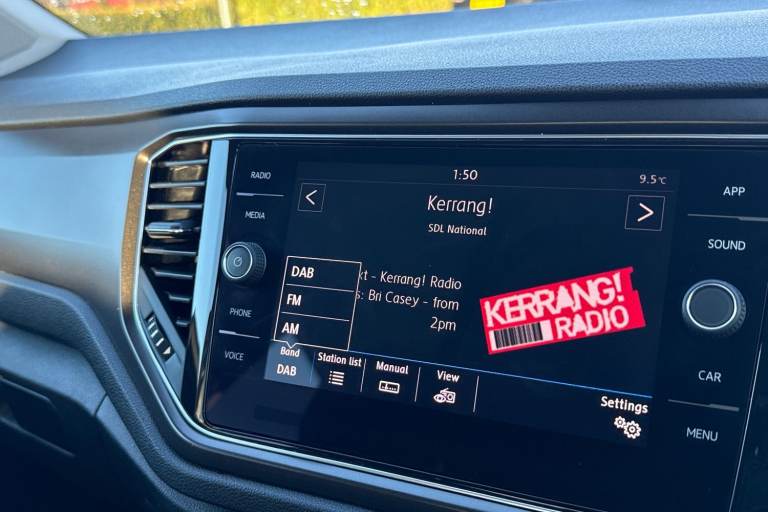 RADIO
MEDIA
PHONE
VOICE
1:50
9.5°C
Kerrang!
SDL National
xt - Kerrang! Radio
s: Bri Casey - from
2pm
KERRANG!
RADIO
DAB
FM
AM
Band
DAB
Station list
Manual
View
Settings
APP
SOUND
CAR
MENU